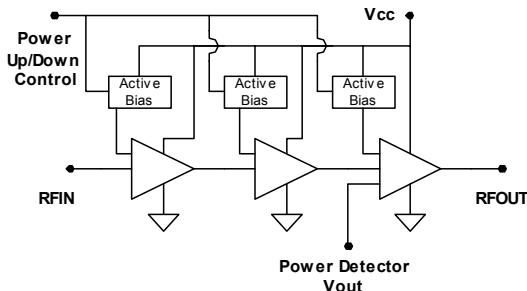 Power
Up/Down
Control
Vcc
Active
Bias
Active
Bias
Active
Bias
RFIN
RFOUT
Power Detector
Vout